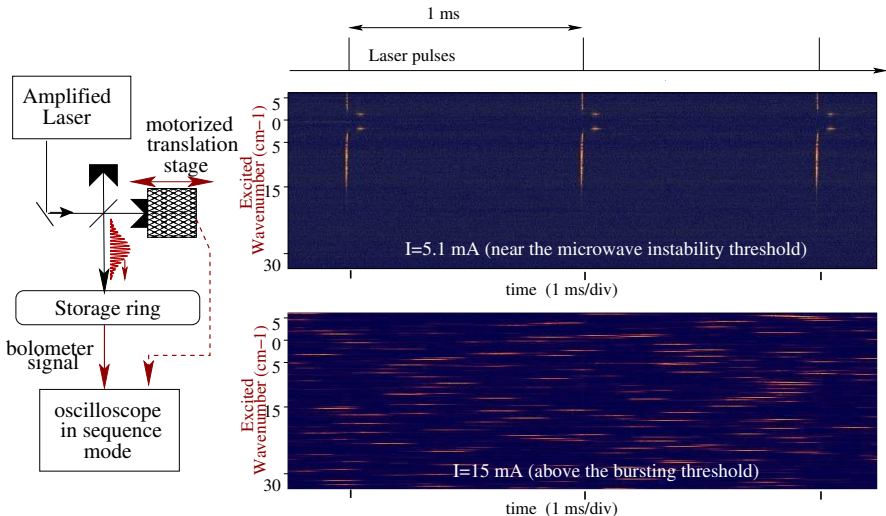 1 ms
Laser pulses
Amplified
Laser
motorized
translation
stage
Storage ring
bolometer
signal
oscilloscope
in sequence
mode
Excited
Wavenumber (cm−1)
5
0
5
15
30
I=5.1 mA (near the microwave instability threshold)
time (1 ms/div)
Excited
Wavenumber (cm−1)
5
0
5
15
30
I=15 mA (above the bursting threshold)
time (1 ms/div)